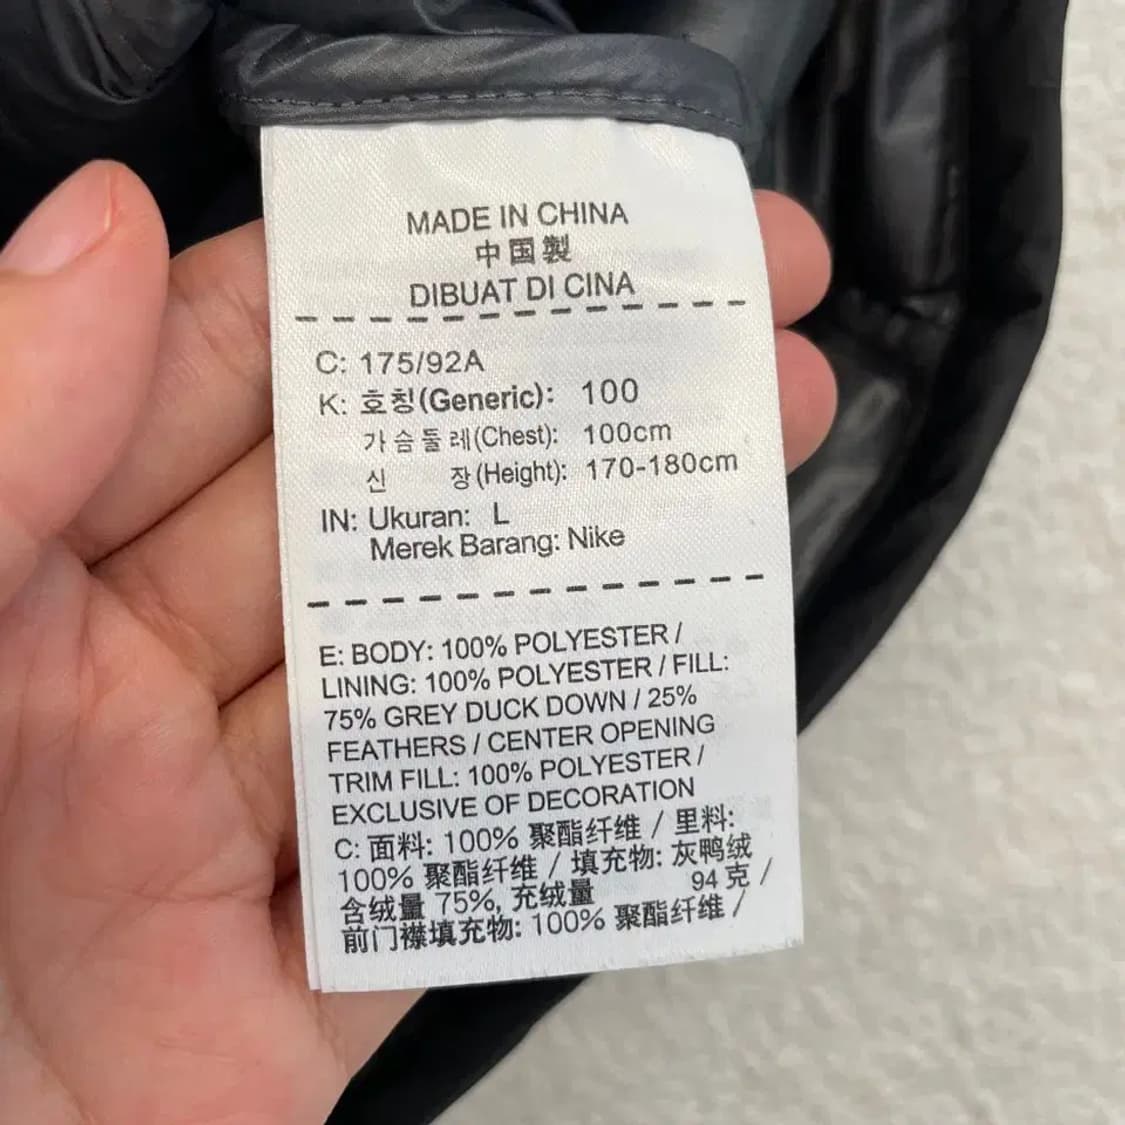 MADE IN CHINA
中国製
DIBUAT DI CINA
C: 175/92A
K: 호칭(Generic): 100
가슴둘레(Chest): 100cm
신 장(Height): 170-180cm
IN: Ukuran: L
Merek Barang: Nike
E: BODY: 100% POLYESTER /
LINING: 100% POLYESTER / FILL:
75% GREY DUCK DOWN / 25%
FEATHERS / CENTER OPENING
TRIM FILL: 100% POLYESTER /
EXCLUSIVE OF DECORATION
C: 面料: 100% 聚酯纤维 / 里料:
100% 聚酯纤维 / 填充物: 灰鸭绒
含绒量 75%, 充绒量 94 克 /
前门襟填充物: 100% 聚酯纤维 /